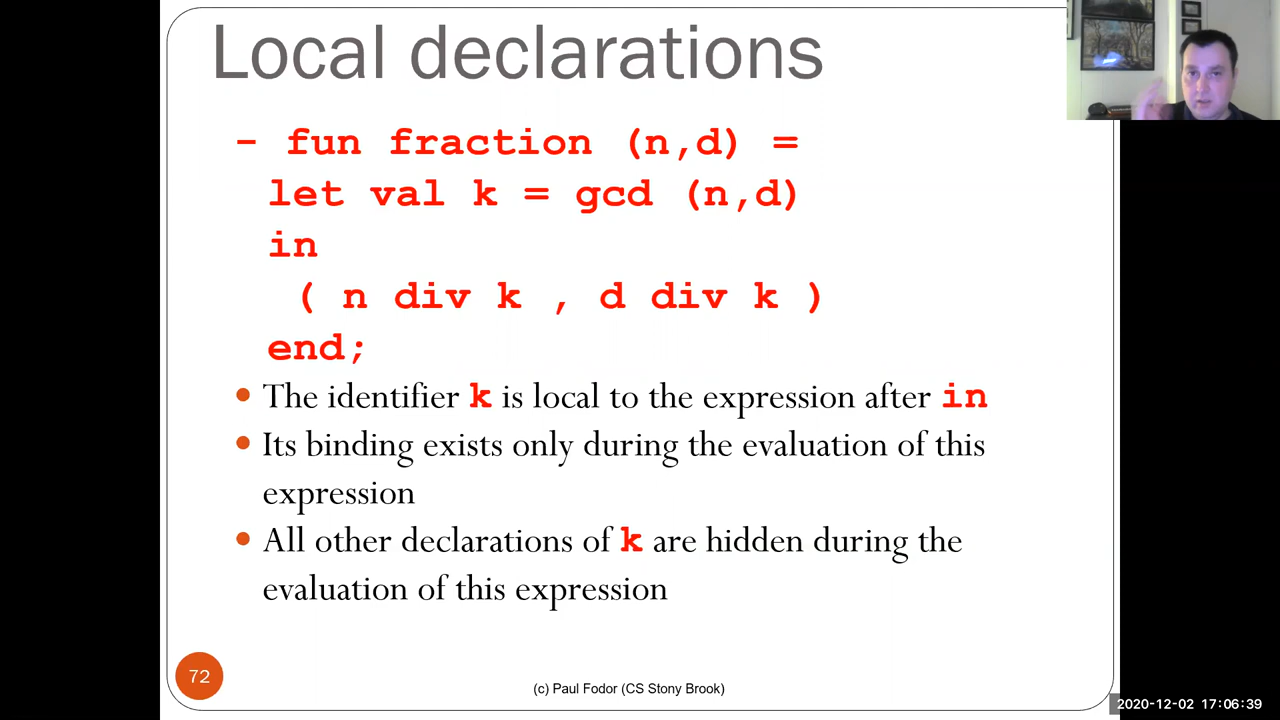 Local declarations
- fun fraction (n,d) =
let val k = gcd (n,d)
in
( n div k , d div k )
end;
• The identifier k is local to the expression after in
• Its binding exists only during the evaluation of this
expression
• All other declarations of k are hidden during the
evaluation of this expression
72
(c) Paul Fodor (CS Stony Brook)
2020-12-02 17:06:39